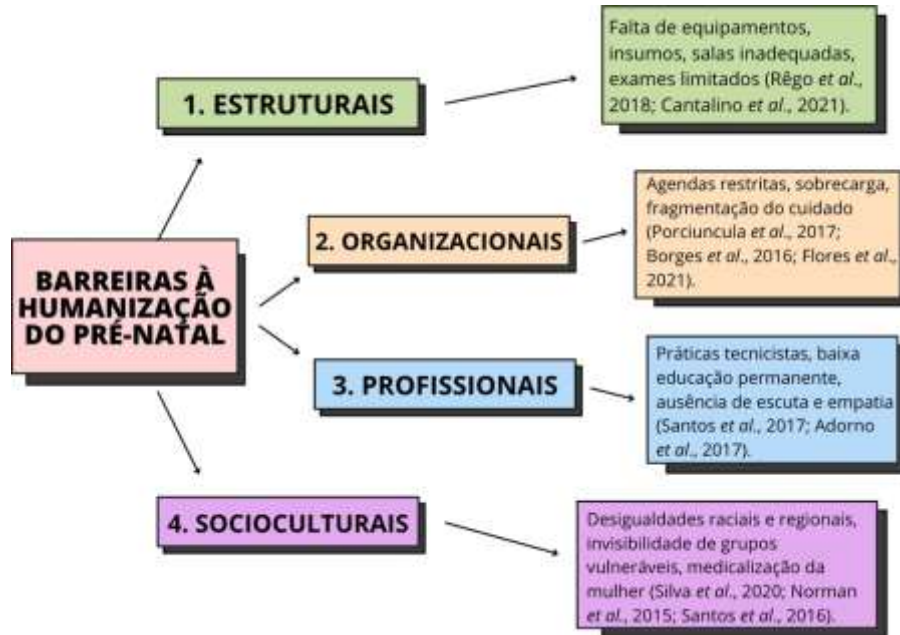 BARREIRAS À
HUMANIZAÇÃO
DO PRÉ-NATAL
1. ESTRUTURAIS
Falta de equipamentos,
insumos, salas inadequadas,
exames limitados (Rêgo et al.,
2018; Cantalino et al., 2021).
2. ORGANIZACIONAIS
Agendas restritas, sobrecarga,
fragmentação do cuidado
(Porciuncula et al., 2017;
Borges et al., 2016; Flores et al.,
2021).
3. PROFISSIONAIS
Práticas tecnicistas, baixa
educação permanente,
ausência de escuta e empatia
(Santos et al., 2017; Adorno
et al., 2017).
4. SOCIOCULTURAIS
Desigualdades raciais e regionais,
invisibilidade de grupos
vulneráveis, medicalização da
mulher (Silva et al., 2020; Norman
et al., 2015; Santos et al., 2016).